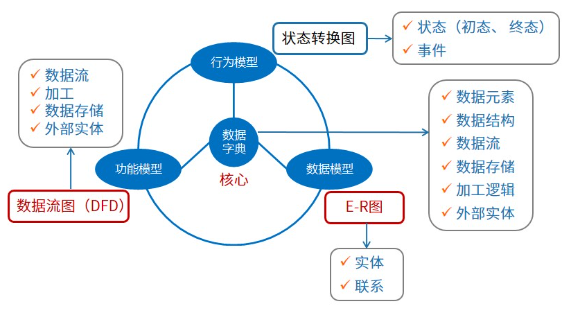 状态转换图
状态（初态、 终态）
事件
行为模型
数据流
加工
数据存储
外部实体
数据
字典
核心
数据元素
数据结构
数据流
数据存储
加工逻辑
外部实体
功能模型
数据模型
数据流图（DFD）
E-R图
实体
联系